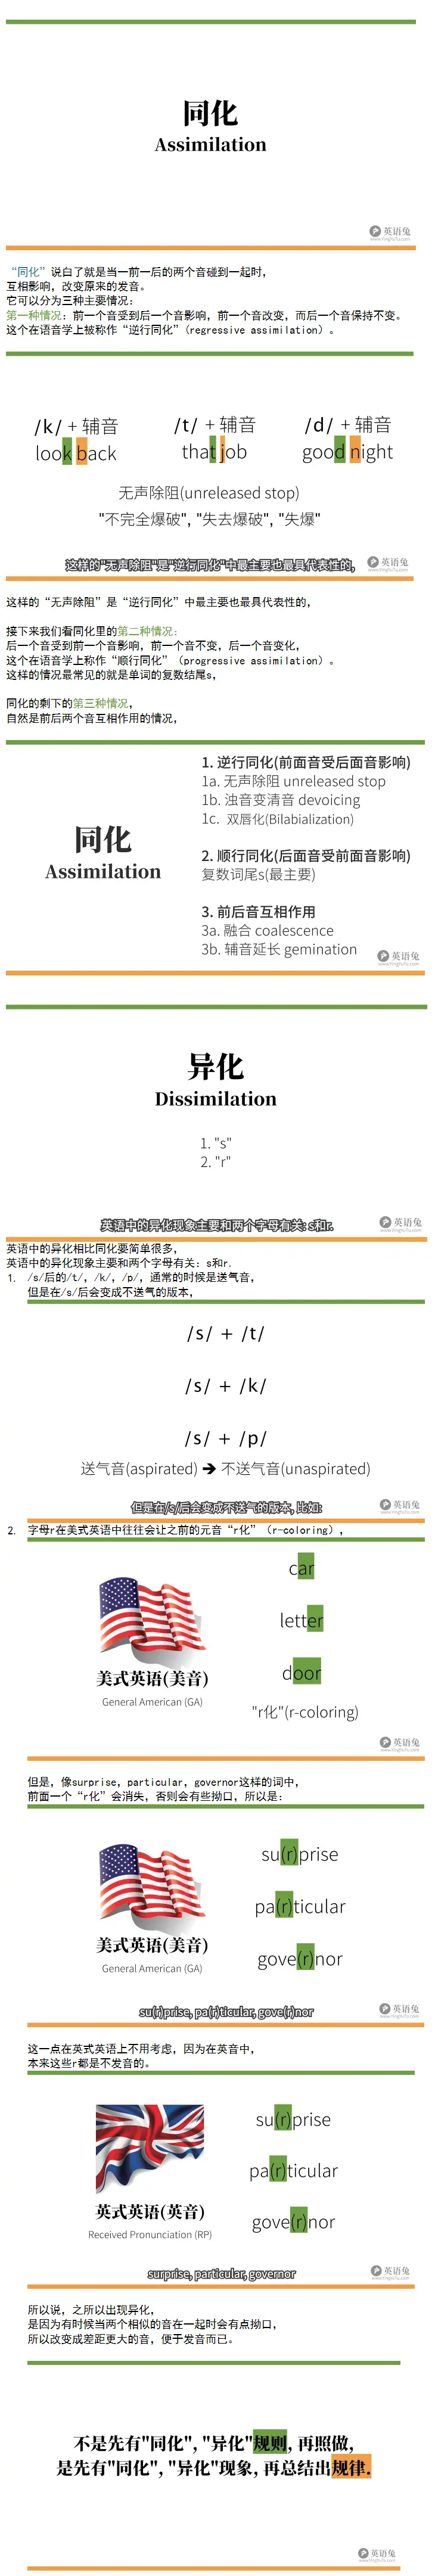 同化
Assimilation
英语兔
“同化”说白了就是当一前一后的两个音碰到一起时，
互相影响，改变原来的发音。
它可以分为三种主要情况：
第一种情况：前一个音受到后一个音影响，前一个音改变，而后一个音保持不变。
这个在语音学上被称作“逆行同化”（regressive assimilation）。
/k/ + 辅音
/t/ + 辅音
/d/ + 辅音
look back
that job
good night
无声除阻(unreleased stop)
"不完全爆破", "失去爆破", "失爆"
这样的"无声除阻"是"逆行同化"中最主要也最具代表性的,
英语兔
这样的“无声除阻”是“逆行同化”中最主要也最具代表性的，
接下来我们看同化里的第二种情况：
后一个音受到前一个音影响，前一个音不变，后一个音变化，
这个在语音学上称作“顺行同化”（progressive assimilation）。
这样的情况最常见的就是单词的复数结尾s，
同化的剩下的第三种情况，
自然是前后两个音互相作用的情况，
同化
Assimilation
1. 逆行同化(前面音受后面音影响)
1a. 无声除阻 unreleased stop
1b. 浊音变清音 devoicing
1c. 双唇化(Bilabialization)
2. 顺行同化(后面音受前面音影响)
复数词尾s(最主要)
3. 前后音互相作用
3a. 融合 coalescence
3b. 辅音延长 gemination
英语兔
异化
Dissimilation
1. "s"
2. "r"
英语中的异化现象主要和两个字母有关: s和r.
英语兔
英语中的异化相比同化要简单很多，
英语中的异化现象主要和两个字母有关：s和r.
1. /s/后的/t/，/k/，/p/，通常的时候是送气音，
但是在/s/后会变成不送气的版本，
/s/ + /t/
/s/ + /k/
/s/ + /p/
送气音(aspirated) ➔ 不送气音(unaspirated)
但是在/s/后会变成不送气的版本, 比如:
英语兔
2. 字母r在美式英语中往往会让之前的元音“r化”（r-coloring），
car
letter
door
"r化"(r-coloring)
美式英语(美音)
General American (GA)
英语兔
但是，像surprise，particular，governor这样的词中，
前面一个“r化”会消失，否则会有些拗口，所以是：
su(r)prise
pa(r)ticular
gove(r)nor
美式英语(美音)
General American (GA)
su(r)prise, pa(r)ticular, gove(r)nor
英语兔
这一点在英式英语上不用考虑，因为在英音中，
本来这些r都是不发音的。
su(r)prise
pa(r)ticular
gove(r)nor
英式英语(英音)
Received Pronunciation (RP)
surprise, particular, governor
英语兔
所以说，之所以出现异化，
是因为有时候当两个相似的音在一起时会有点拗口，
所以改变成差距更大的音，便于发音而已。
不是先有"同化", "异化"规则, 再照做,
是先有"同化", "异化"现象, 再总结出规律.
英语兔